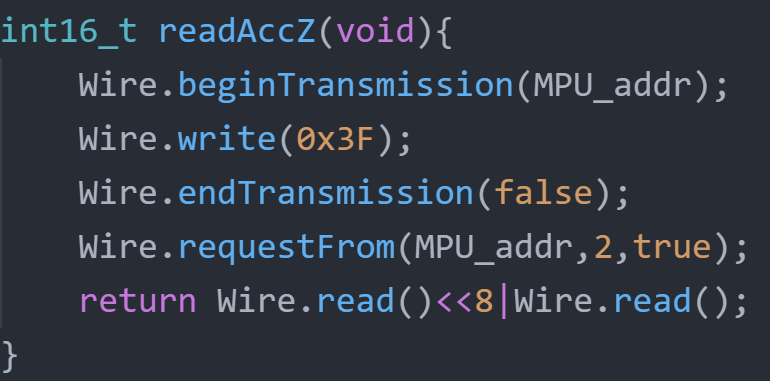 int16_t readAccZ(void){
    Wire.beginTransmission(MPU_addr);
    Wire.write(0x3F);
    Wire.endTransmission(false);
    Wire.requestFrom(MPU_addr,2,true);
    return Wire.read()<<8|Wire.read();
}